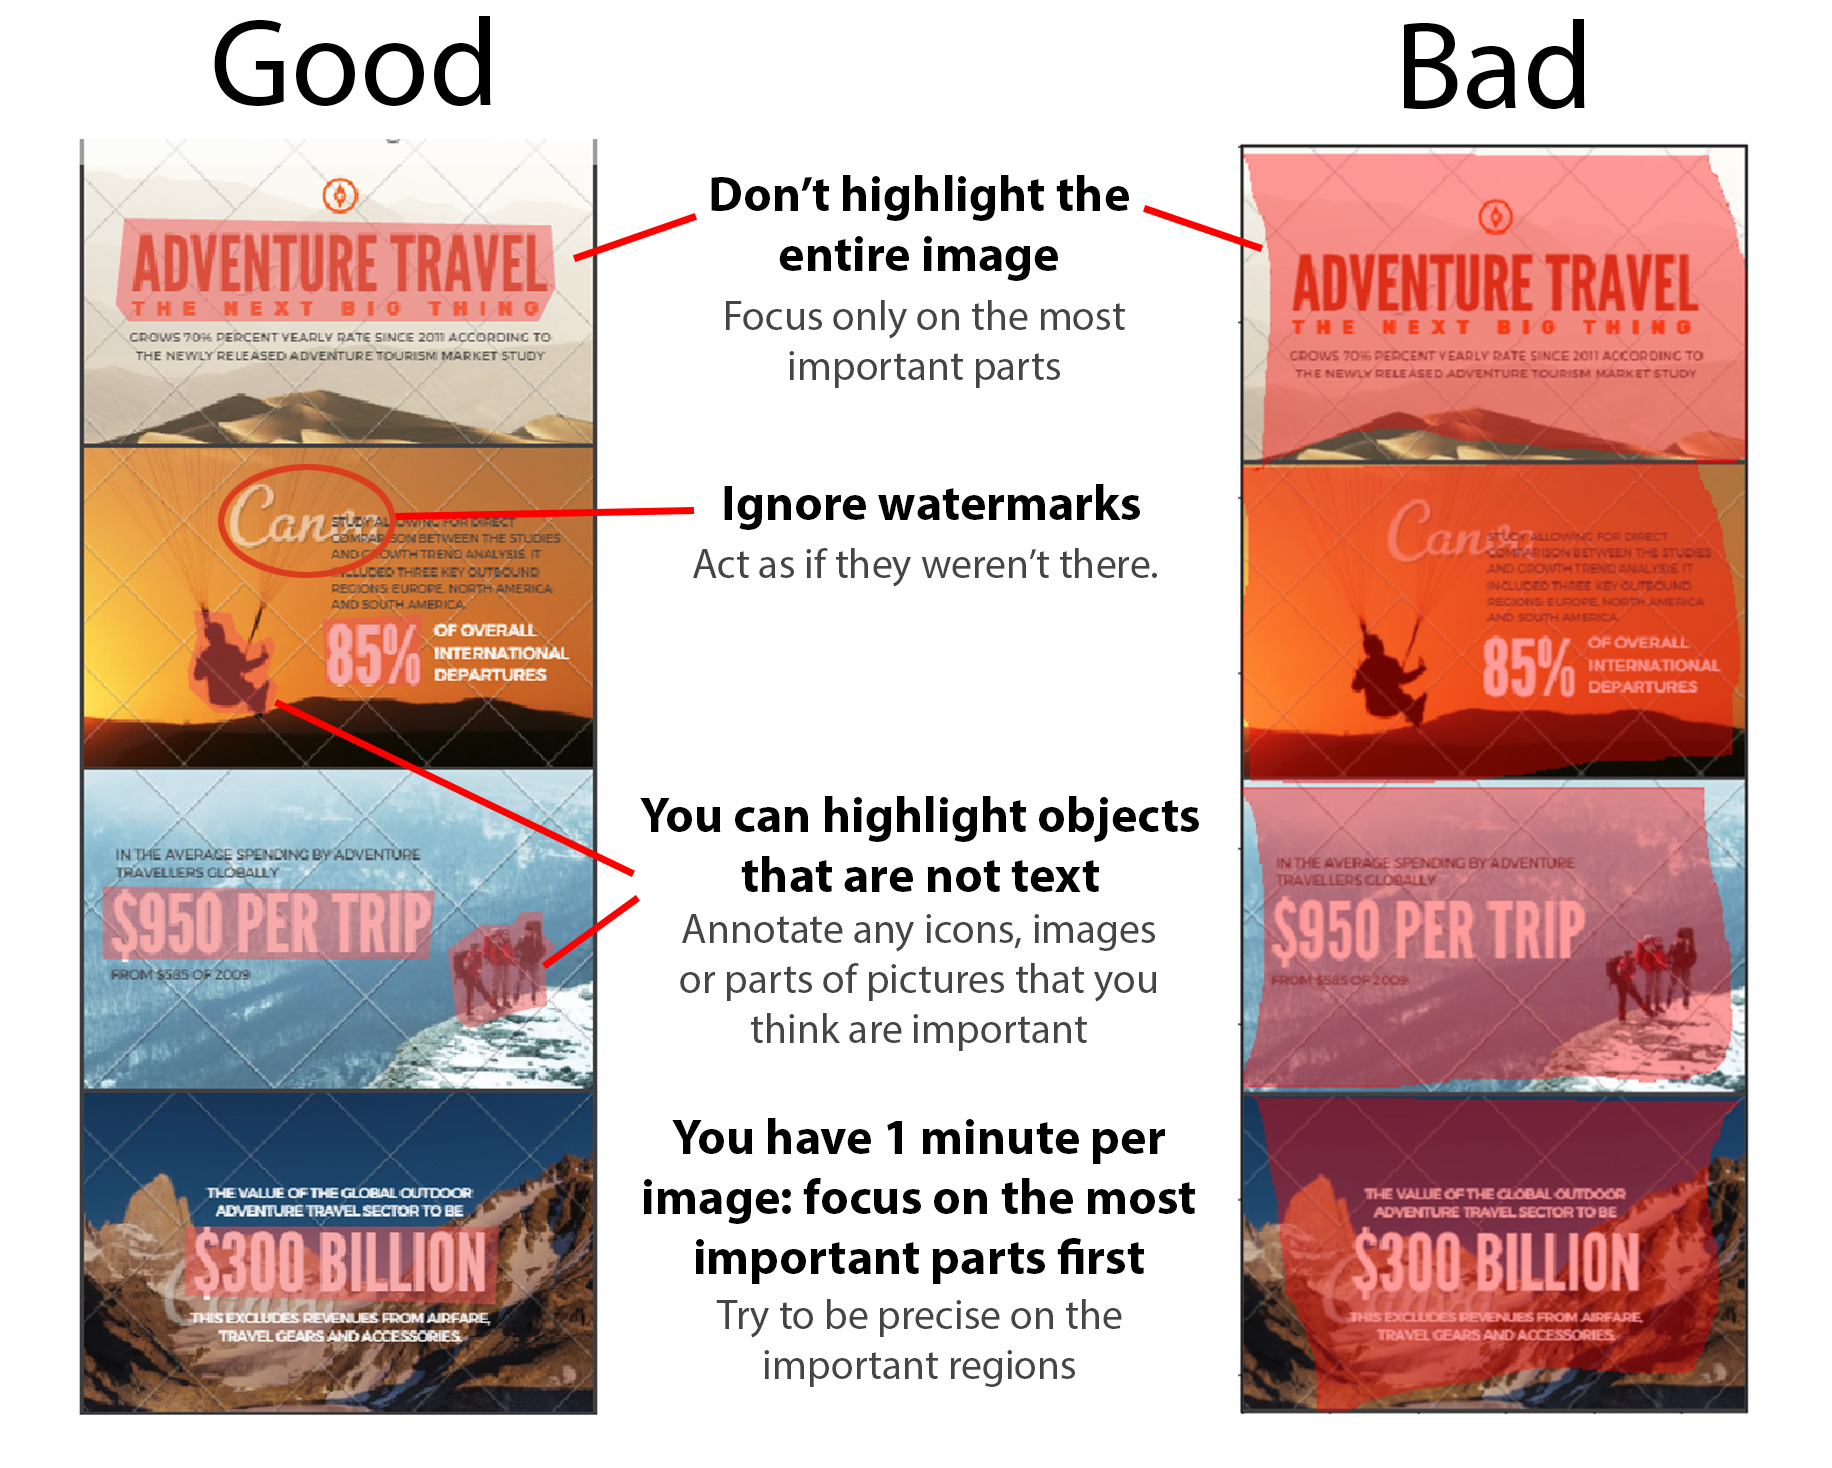 Good
Bad
ADVENTURE TRAVEL
THE NEXT BIG THING
GROWS 70% PERCENT YEARLY RATE SINCE 2011 ACCORDING TO
THE NEWLY RELEASED ADVENTURE TOURISM MARKET STUDY
Canva
STUDY ALLOWING FOR DIRECT
COMPARISON BETWEEN THE STUDIES
AND GROWTH TREND ANALYSIS. IT
INCLUDED THREE KEY OUTBOUND
REGIONS: EUROPE, NORTH AMERICA
AND SOUTH AMERICA.
85%
OF OVERALL
INTERNATIONAL
DEPARTURES
IN THE AVERAGE SPENDING BY ADVENTURE
TRAVELLERS GLOBALLY
$950 PER TRIP
FROM $585 OF 2009
THE VALUE OF THE GLOBAL OUTDOOR
ADVENTURE TRAVEL SECTOR TO BE
$300 BILLION
Canva
THIS EXCLUDES REVENUES FROM AIRFARE,
TRAVEL GEARS AND ACCESSORIES.
Don't highlight the
entire image
Focus only on the most
important parts
Ignore watermarks
Act as if they weren't there.
You can highlight objects
that are not text
Annotate any icons, images
or parts of pictures that you
think are important
You have 1 minute per
image: focus on the most
important parts first
Try to be precise on the
important regions
ADVENTURE TRAVEL
THE NEXT BIG THING
GROWS 70% PERCENT YEARLY RATE SINCE 2011 ACCORDING TO
THE NEWLY RELEASED ADVENTURE TOURISM MARKET STUDY
Canva
STUDY ALLOWING FOR DIRECT
COMPARISON BETWEEN THE STUDIES
AND GROWTH TREND ANALYSIS. IT
INCLUDED THREE KEY OUTBOUND
REGIONS: EUROPE, NORTH AMERICA
AND SOUTH AMERICA.
85%
OF OVERALL
INTERNATIONAL
DEPARTURES
IN THE AVERAGE SPENDING BY ADVENTURE
TRAVELLERS GLOBALLY
$950 PER TRIP
FROM $585 OF 2009
THE VALUE OF THE GLOBAL OUTDOOR
ADVENTURE TRAVEL SECTOR TO BE
$300 BILLION
Canva
THIS EXCLUDES REVENUES FROM AIRFARE,
TRAVEL GEARS AND ACCESSORIES.